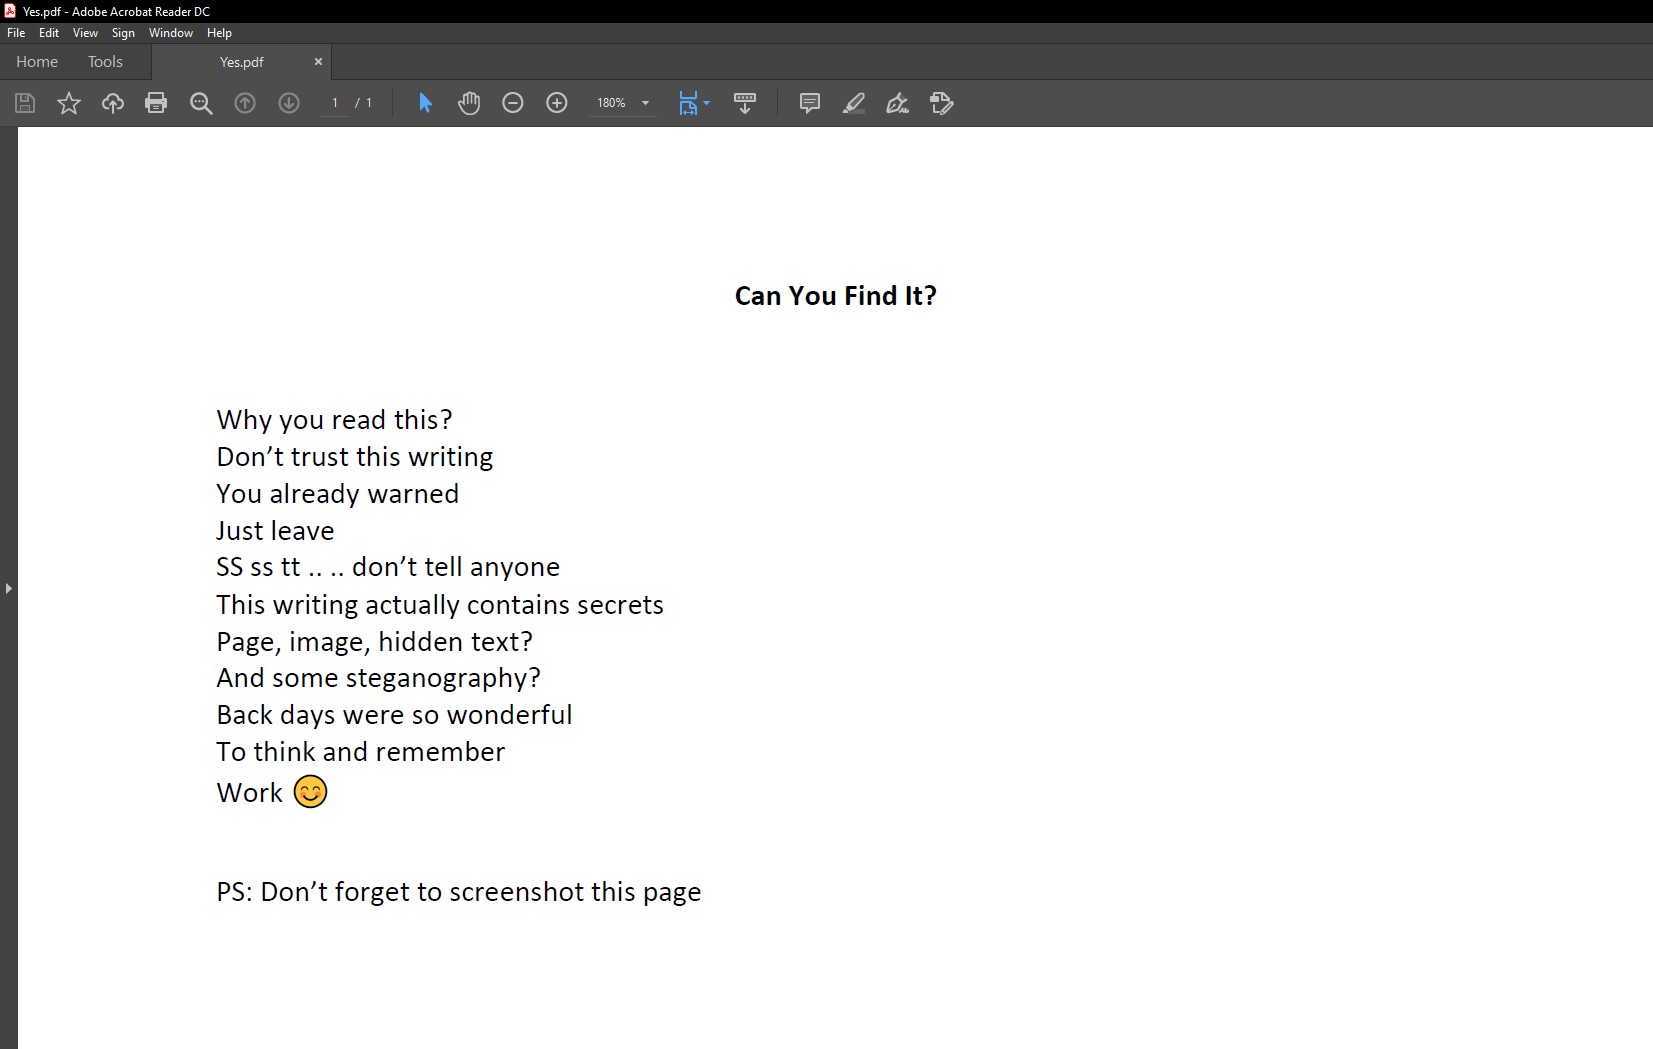 Yes.pdf - Adobe Acrobat Reader DC
File Edit View Sign Window Help
Home Tools Yes.pdf ×
1 / 1 180%
Can You Find It?
Why you read this?
Don’t trust this writing
You already warned
Just leave
SS ss tt .. .. don’t tell anyone
This writing actually contains secrets
Page, image, hidden text?
And some steganography?
Back days were so wonderful
To think and remember
Work 😊
PS: Don’t forget to screenshot this page